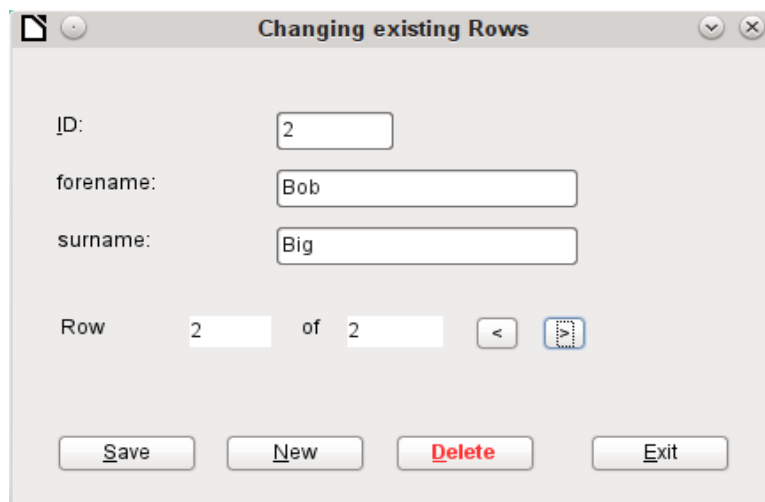 Changing existing Rows
ID: 2
forename: Bob
surname: Big
Row 2 of 2 < >
Save New Delete Exit